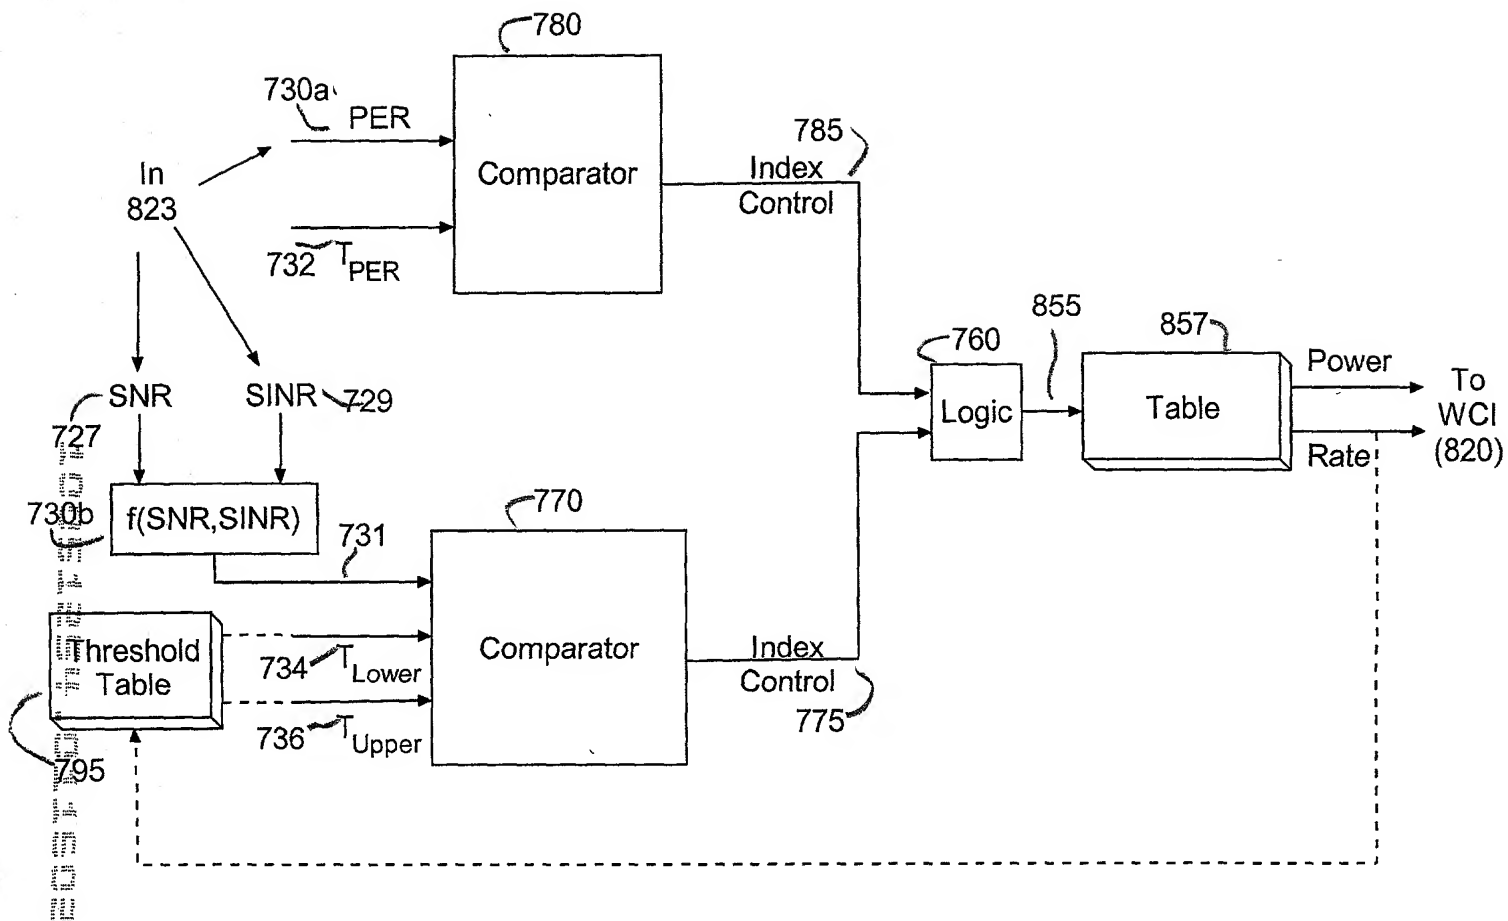 780
730a
PER
785
In
823
Comparator
Index
Control
732
T PER
855
857
760
Power
SNR
SINR
729
Logic
Table
To
WCI
(820)
727
Rate
730b
f(SNR,SINR)
770
731
Threshold
Table
734
T Lower
Comparator
Index
Control
736
T Upper
775
795